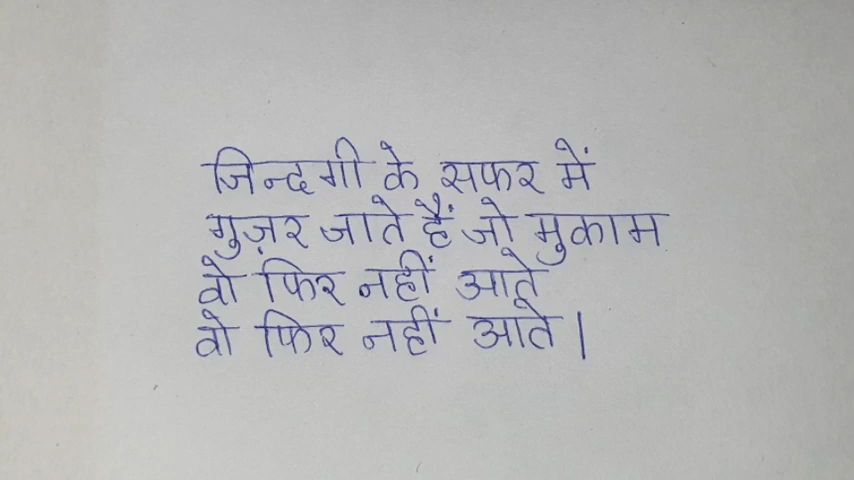 जिन्दगी के सफर में
गुज़र जाते हैं जो मुकाम
वो फिर नहीं आते
वो फिर नहीं आते।